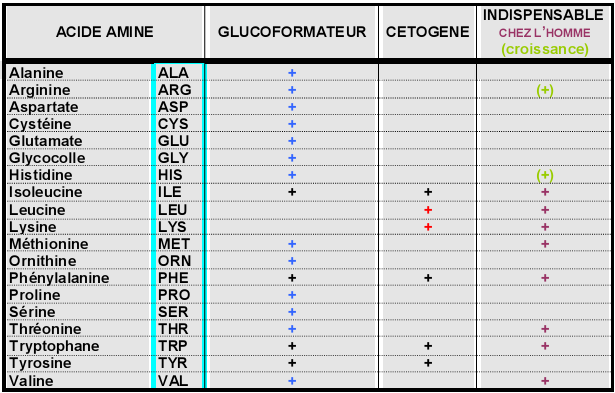 ACIDE AMINE GLUCOFORMATEUR CETOGENE INDISPENSABLE
CHEZ L'HOMME
(croissance)
Alanine ALA +
Arginine ARG + (+)
Aspartate ASP +
Cystéine CYS +
Glutamate GLU +
Glycocolle GLY +
Histidine HIS + (+)
Isoleucine ILE + + +
Leucine LEU + +
Lysine LYS + +
Méthionine MET + +
Ornithine ORN +
Phénylalanine PHE + + +
Proline PRO +
Sérine SER +
Thréonine THR + +
Tryptophane TRP + + +
Tyrosine TYR + +
Valine VAL + +